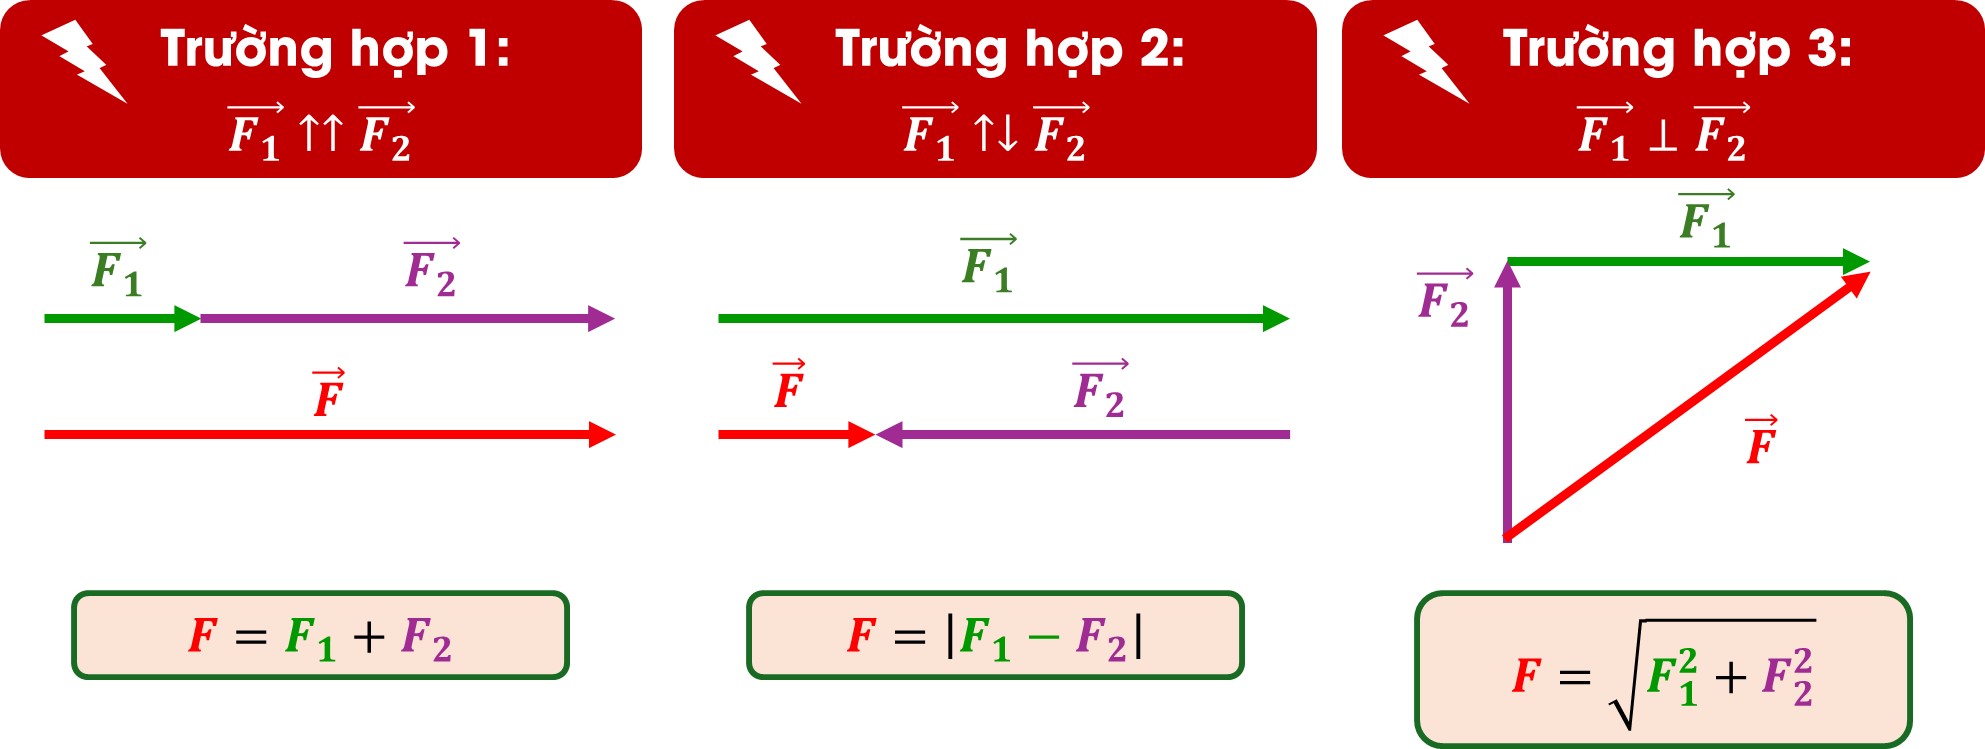 Trường hợp 1:
$\overrightarrow{F_1} \uparrow\uparrow \overrightarrow{F_2}$
$\overrightarrow{F_1}$
$\overrightarrow{F_2}$
$\overrightarrow{F}$
$F = F_1 + F_2$
Trường hợp 2:
$\overrightarrow{F_1} \uparrow\downarrow \overrightarrow{F_2}$
$\overrightarrow{F_1}$
$\overrightarrow{F}$
$\overrightarrow{F_2}$
$F = |F_1 - F_2|$
Trường hợp 3:
$\overrightarrow{F_1} \perp \overrightarrow{F_2}$
$\overrightarrow{F_1}$
$\overrightarrow{F_2}$
$\overrightarrow{F}$
$F = \sqrt{F_1^2 + F_2^2}$